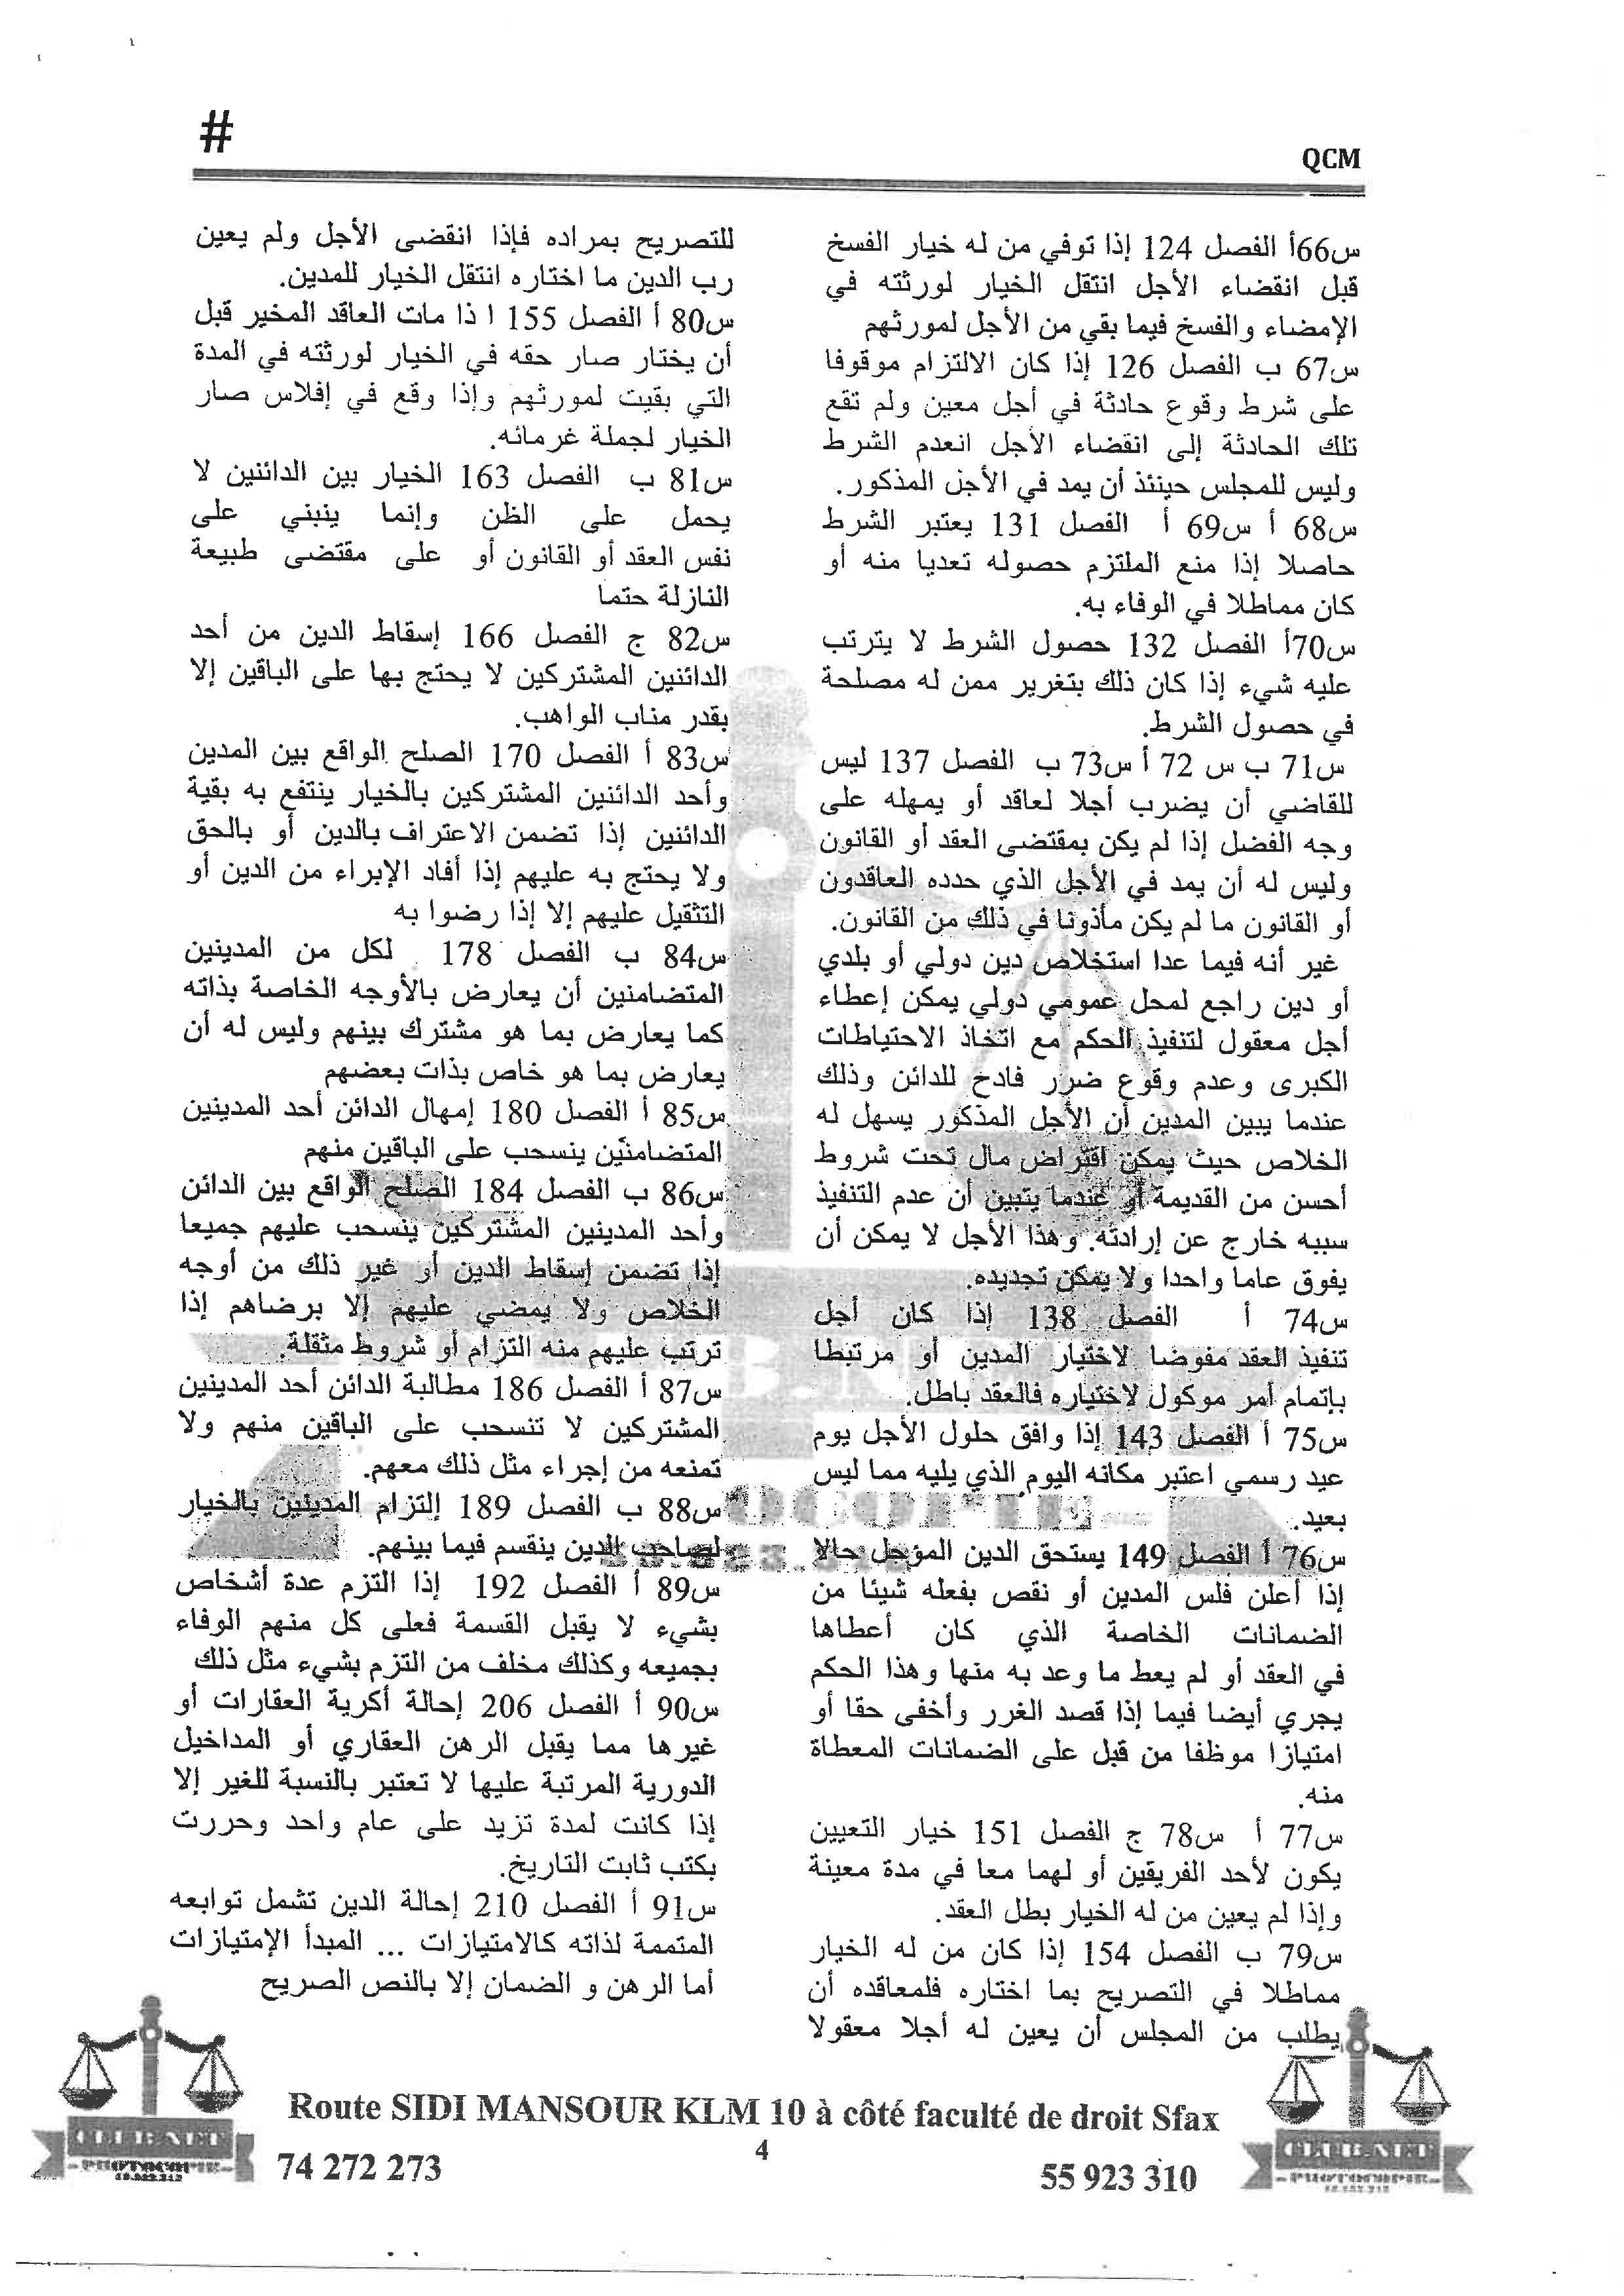 #
QCM
س66أ الفصل 124 إذا توفي من له خيار الفسخ
قبل انقضاء الأجل انتقل الخيار لورثته في
الإمضاء والفسخ فيما بقي من الأجل لمورثهم
س67 ب الفصل 126 إذا كان الالتزام موقوفا
على شرط وقوع حادثة في أجل معين ولم تقع
تلك الحادثة إلى انقضاء الأجل انعدم الشرط
وليس للمجلس حينئذ أن يمد في الأجل المذكور.
س68 أ س69 أ الفصل 131 يعتبر الشرط
حاصلا إذا منع الملتزم حصوله تعديا منه أو
كان مماطلا في الوفاء به.
س70أ الفصل 132 حصول الشرط لا يترتب
عليه شيء إذا كان ذلك بتغرير ممن له مصلحة
في حصول الشرط.
س71 ب س 72 أ س73 ب الفصل 137 ليس
للقاضي أن يضرب أجلا لعاقد أو يمهله على
وجه الفضل إذا لم يكن بمقتضى العقد أو القانون
وليس له أن يمد في الأجل الذي حدده العاقدون
أو القانون ما لم يكن مأذونا في ذلك من القانون.
غير أنه فيما عدا استخلاص دين دولي أو بلدي
أو دين راجع لمحل عمومي دولي يمكن إعطاء
أجل معقول لتنفيذ الحكم مع اتخاذ الاحتياطات
الكبرى وعدم وقوع ضرر فادح للدائن وذلك
عندما يبين المدين أن الأجل المذكور يسهل له
الخلاص حيث يمكن اقتراض مال تحت شروط
أحسن من القديمة أو عندما يتبين أن عدم التنفيذ
سببه خارج عن إرادته. وهذا الأجل لا يمكن أن
يفوق عاما واحدا ولا يمكن تجديده.
س74 أ الفصل 138 إذا كان أجل
تنفيذ العقد مفوضا لاختيار المدين أو مرتبطا
بإتمام أمر موكول لاختياره فالعقد باطل.
س75 أ الفصل 143 إذا وافق حلول الأجل يوم
عيد رسمي اعتبر مكانه اليوم الذي يليه مما ليس
بعيد.
س76 أ الفصل 149 يستحق الدين المؤجل حالا
إذا أعلن فلس المدين أو نقص بفعله شيئا من
الضمانات الخاصة الذي كان أعطاها
في العقد أو لم يعط ما وعد به منها وهذا الحكم
يجري أيضا فيما إذا قصد الغرر وأخفى حقا أو
امتيازا موظفا من قبل على الضمانات المعطاة
منه.
س77 أ س78 ج الفصل 151 خيار التعيين
يكون لأحد الفريقين أو لهما معا في مدة معينة
وإذا لم يعين من له الخيار بطل العقد.
س79 ب الفصل 154 إذا كان من له الخيار
مماطلا في التصريح بما اختاره فلمعاقده أن
يطلب من المجلس أن يعين له أجلا معقولا
للتصريح بمراده فإذا انقضى الأجل ولم يعين
رب الدين ما اختاره انتقل الخيار للمدين.
س80 أ الفصل 155 ا ذا مات العاقد المخير قبل
أن يختار صار حقه في الخيار لورثته في المدة
التي بقيت لمورثهم وإذا وقع في إفلاس صار
الخيار لجملة غرمائه.
س81 ب الفصل 163 الخيار بين الدائنين لا
يحمل على الظن وإنما ينبني على
نفس العقد أو القانون أو على مقتضى طبيعة
النازلة حتما
س82 ج الفصل 166 إسقاط الدين من أحد
الدائنين المشتركين لا يحتج بها على الباقين إلا
بقدر مناب الواهب.
س83 أ الفصل 170 الصلح الواقع بين المدين
وأحد الدائنين المشتركين بالخيار ينتفع به بقية
الدائنين إذا تضمن الاعتراف بالدين أو بالحق
ولا يحتج به عليهم إذا أفاد الإبراء من الدين أو
التثقيل عليهم إلا إذا رضوا به
س84 ب الفصل 178 لكل من المدينين
المتضامنين أن يعارض بالأوجه الخاصة بذاته
كما يعارض بما هو مشترك بينهم وليس له أن
يعارض بما هو خاص بذات بعضهم
س85 أ الفصل 180 إمهال الدائن أحد المدينين
المتضامنين ينسحب على الباقين منهم
س86 ب الفصل 184 الصلح الواقع بين الدائن
وأحد المدينين المشتركين ينسحب عليهم جميعا
إذا تضمن إسقاط الدين أو غير ذلك من أوجه
الخلاص ولا يمضي عليهم إلا برضاهم إذا
ترتب عليهم منه التزام أو شروط مثقلة.
س87 أ الفصل 186 مطالبة الدائن أحد المدينين
المشتركين لا تنسحب على الباقين منهم ولا
تمنعه من إجراء مثل ذلك معهم.
س88 ب الفصل 189 إلتزام المدينين بالخيار
لصاحب الدين ينقسم فيما بينهم.
س89 أ الفصل 192 إذا التزم عدة أشخاص
بشيء لا يقبل القسمة فعلى كل منهم الوفاء
بجميعه وكذلك مخلف من التزم بشيء مثل ذلك
س90 أ الفصل 206 إحالة أكرية العقارات أو
غيرها مما يقبل الرهن العقاري أو المداخيل
الدورية المرتبة عليها لا تعتبر بالنسبة للغير إلا
إذا كانت لمدة تزيد على عام واحد وحررت
بكتب ثابت التاريخ.
س91 أ الفصل 210 إحالة الدين تشمل توابعه
المتممة لذاته كالامتيازات ... المبدأ الإمتيازات
أما الرهن و الضمان إلا بالنص الصريح
Route SIDI MANSOUR KLM 10 à côté faculté de droit Sfax
4
74 272 273
55 923 310
CLUB.NET
PHOTOCOPIE
CLUB.NET
PHOTOCOPIE